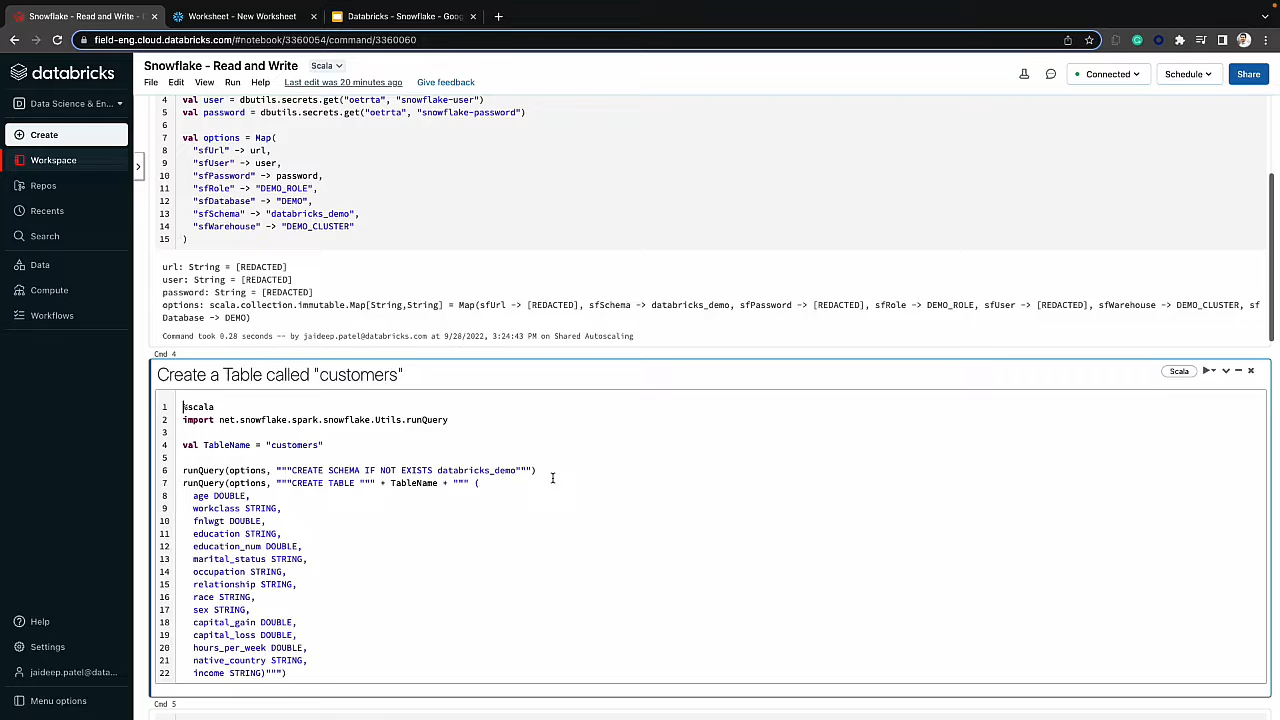 Snowflake - Read and Write - 
Worksheet - New Worksheet
Databricks - Snowflake - Goo
field-eng.cloud.databricks.com/#notebook/3360054/command/3360060
databricks
Data Science & En...
Create
Workspace
Repos
Recents
Search
Data
Compute
Workflows
Help
Settings
jaideep.patel@data...
Menu options
Snowflake - Read and Write
Scala
File Edit View Run Help Last edit was 20 minutes ago Give feedback
Connected
Schedule
Share
4 val user = dbutils.secrets.get("oetrta", "snowflake-user")
5 val password = dbutils.secrets.get("oetrta", "snowflake-password")
6
7 val options = Map(
8 "sfUrl" -> url,
9 "sfUser" -> user,
10 "sfPassword" -> password,
11 "sfRole" -> "DEMO_ROLE",
12 "sfDatabase" -> "DEMO",
13 "sfSchema" -> "databricks_demo",
14 "sfWarehouse" -> "DEMO_CLUSTER"
15 )
url: String = [REDACTED]
user: String = [REDACTED]
password: String = [REDACTED]
options: scala.collection.immutable.Map[String,String] = Map(sfUrl -> [REDACTED], sfSchema -> databricks_demo, sfPassword -> [REDACTED], sfRole -> DEMO_ROLE, sfUser -> [REDACTED], sfWarehouse -> DEMO_CLUSTER, sf
Database -> DEMO)
Command took 0.28 seconds -- by jaideep.patel@databricks.com at 9/28/2022, 3:24:43 PM on Shared Autoscaling
Cmd 4
Create a Table called "customers"
Scala
1 %scala
2 import net.snowflake.spark.snowflake.Utils.runQuery
3
4 val TableName = "customers"
5
6 runQuery(options, """CREATE SCHEMA IF NOT EXISTS databricks_demo""")
7 runQuery(options, """CREATE TABLE """ + TableName + """ (
8 age DOUBLE,
9 workclass STRING,
10 fnlwgt DOUBLE,
11 education STRING,
12 education_num DOUBLE,
13 marital_status STRING,
14 occupation STRING,
15 relationship STRING,
16 race STRING,
17 sex STRING,
18 capital_gain DOUBLE,
19 capital_loss DOUBLE,
20 hours_per_week DOUBLE,
21 native_country STRING,
22 income STRING)""")
Cmd 5